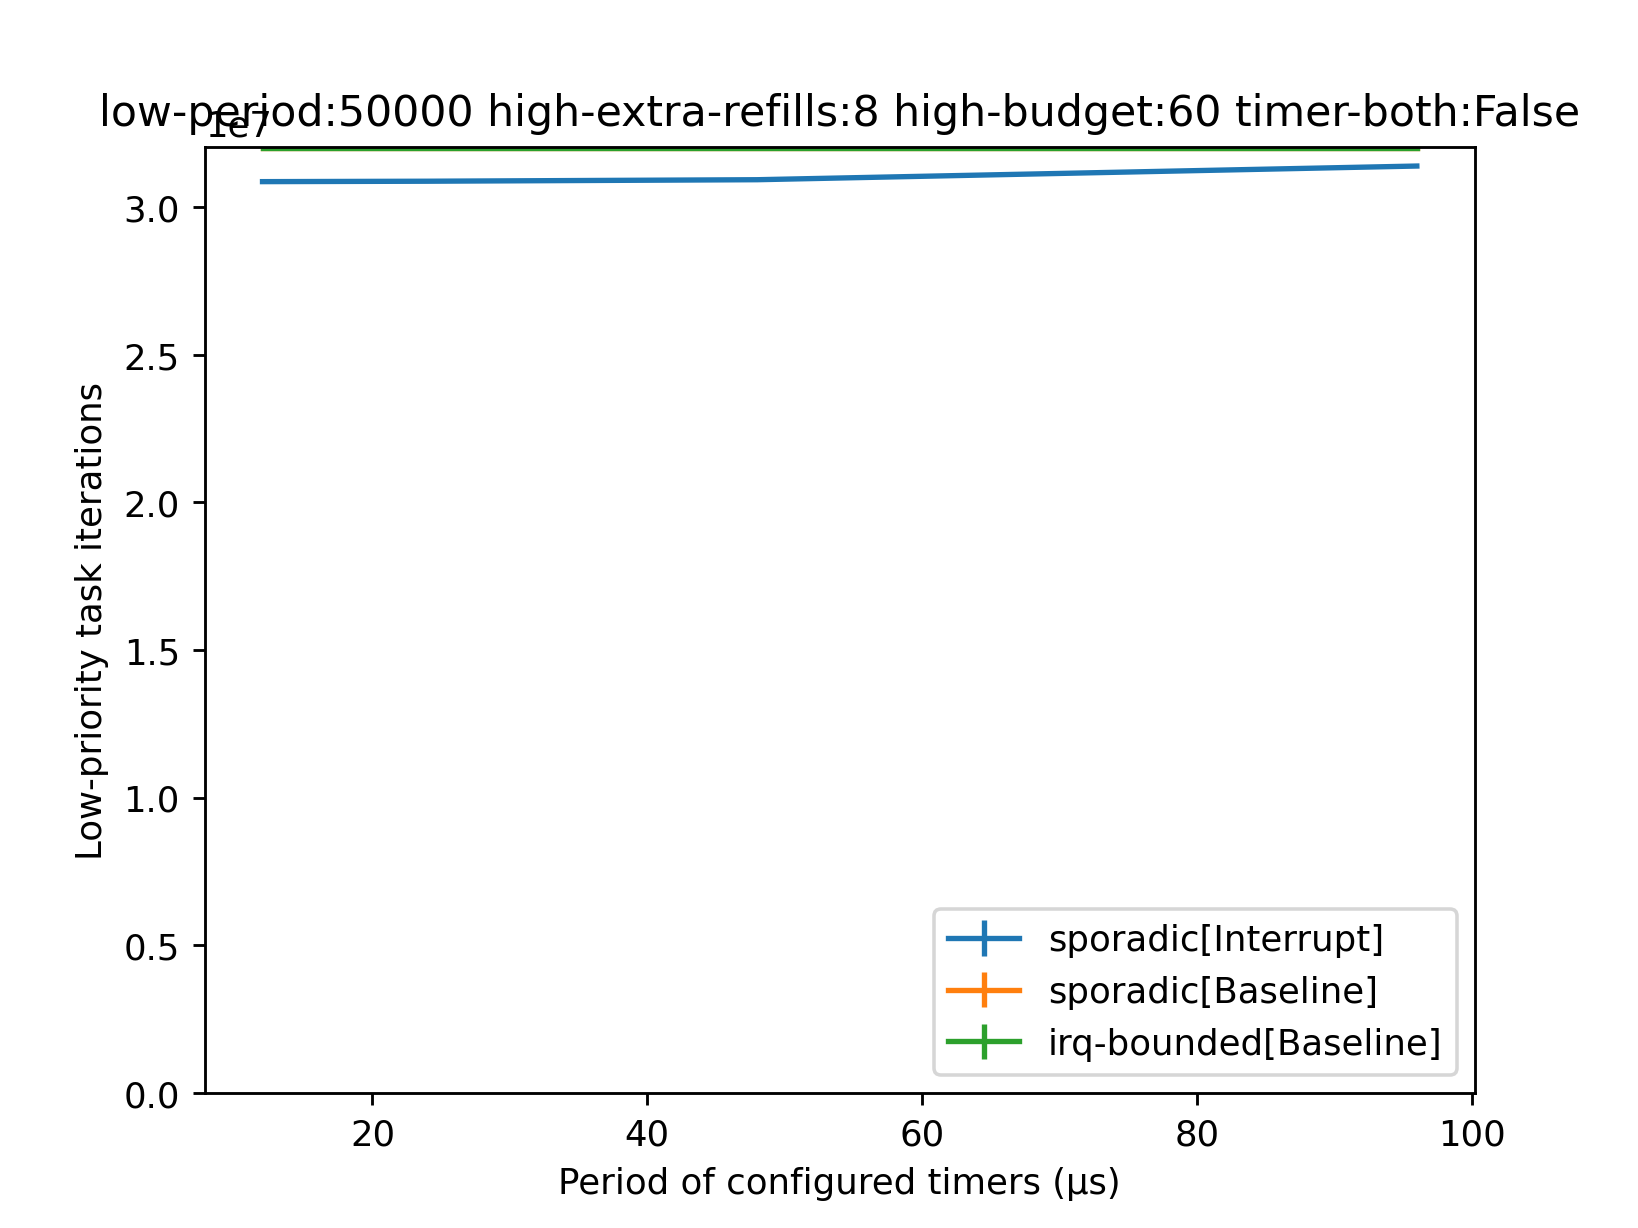 low-period:50000 high-extra-refills:8 high-budget:60 timer-both:False
1e7
3.0
2.5
2.0
1.5
1.0
0.5
0.0
Low-priority task iterations
sporadic[Interrupt]
sporadic[Baseline]
irq-bounded[Baseline]
20 40 60 80 100
Period of configured timers (µs)